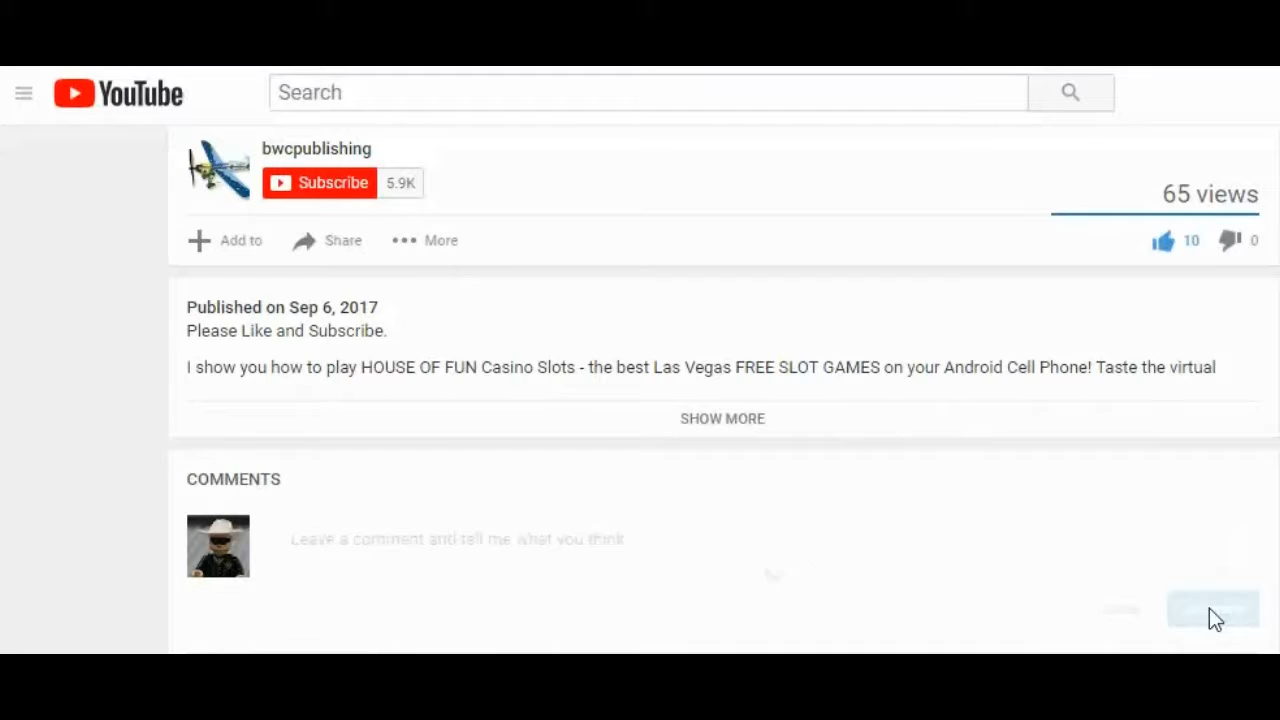 YouTube
Search
bwcpublishing
Subscribe 5.9K
65 views
Add to Share More 10 0
Published on Sep 6, 2017
Please Like and Subscribe.
I show you how to play HOUSE OF FUN Casino Slots - the best Las Vegas FREE SLOT GAMES on your Android Cell Phone! Taste the virtual
SHOW MORE
COMMENTS
Leave a comment and tell me what you think